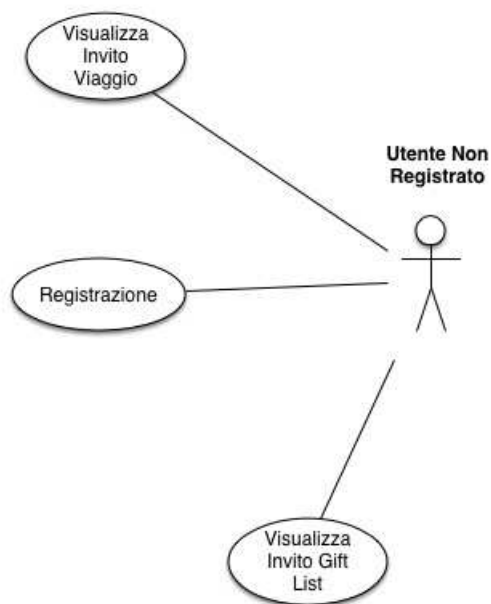 Visualizza
Invito
Viaggio
Utente Non
Registrato
Registrazione
Visualizza
Invito Gift
List